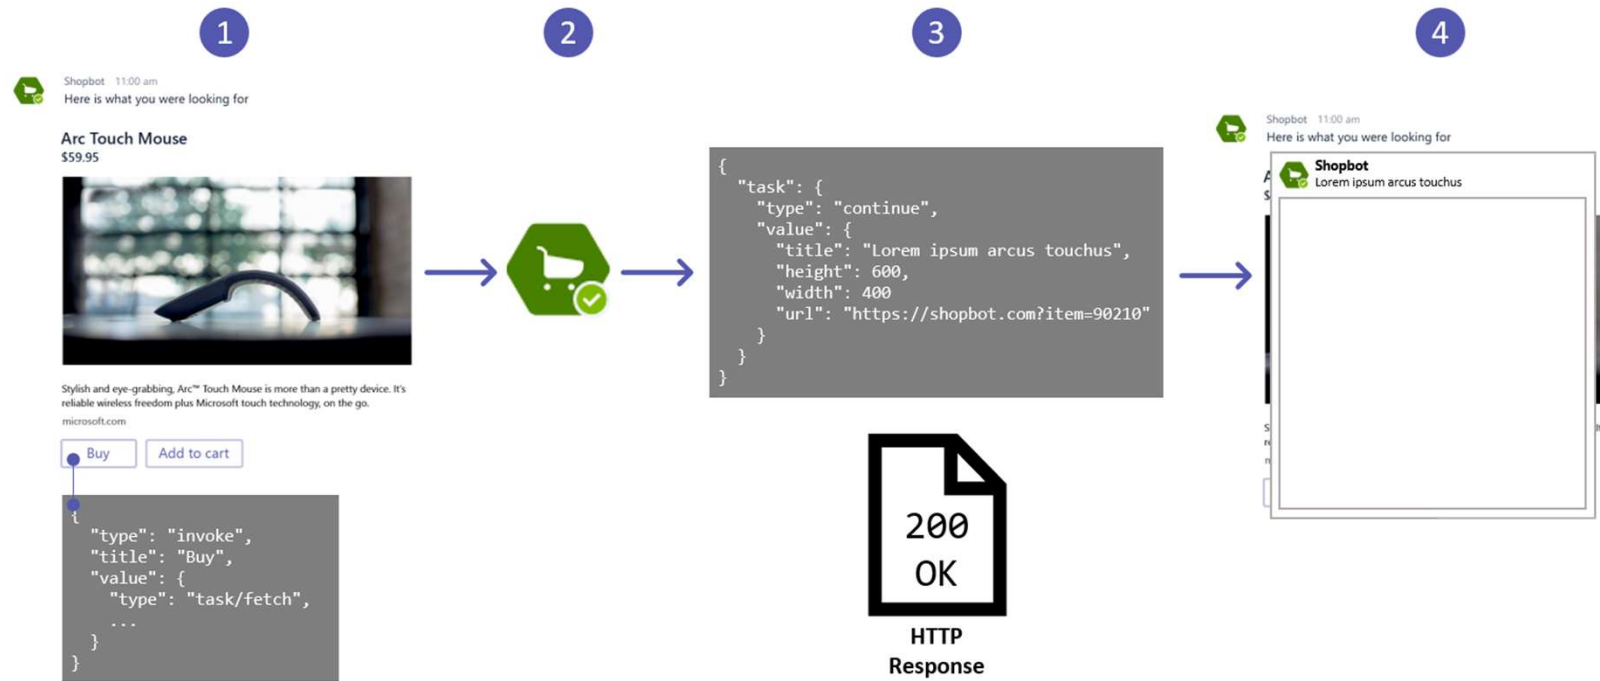 1
2
3
4
Shopbot 11:00 am
Here is what you were looking for
Arc Touch Mouse
$59.95
Stylish and eye-grabbing, Arc™ Touch Mouse is more than a pretty device. It's
reliable wireless freedom plus Microsoft touch technology, on the go.
microsoft.com
Buy
Add to cart
{
"type": "invoke",
"title": "Buy",
"value": {
"type": "task/fetch",
...
}
}
{
"task": {
"type": "continue",
"value": {
"title": "Lorem ipsum arcus touchus",
"height": 600,
"width": 400
"url": "https://shopbot.com?item=90210"
}
}
}
200
OK
HTTP
Response
Shopbot 11:00 am
Here is what you were looking for
Shopbot
Lorem ipsum arcus touchus